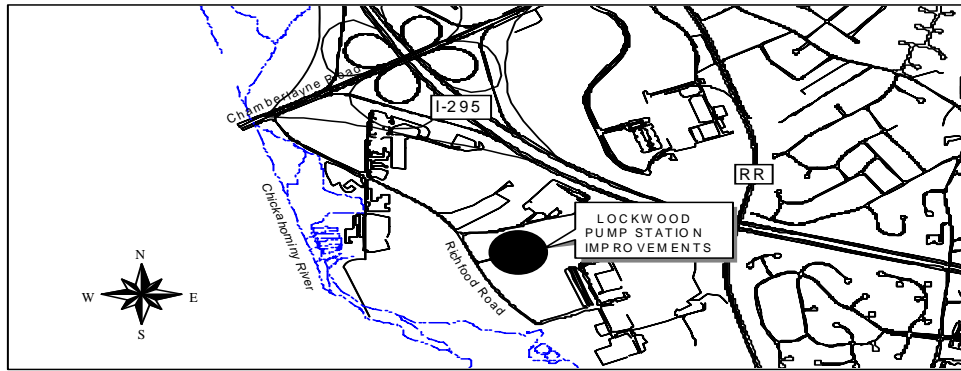 Chamberlayne Road
I-295
RR
LOCKWOOD
PUMP STATION
IMPROVEMENTS
Chickahominy River
Richfood Road
N
W E
S